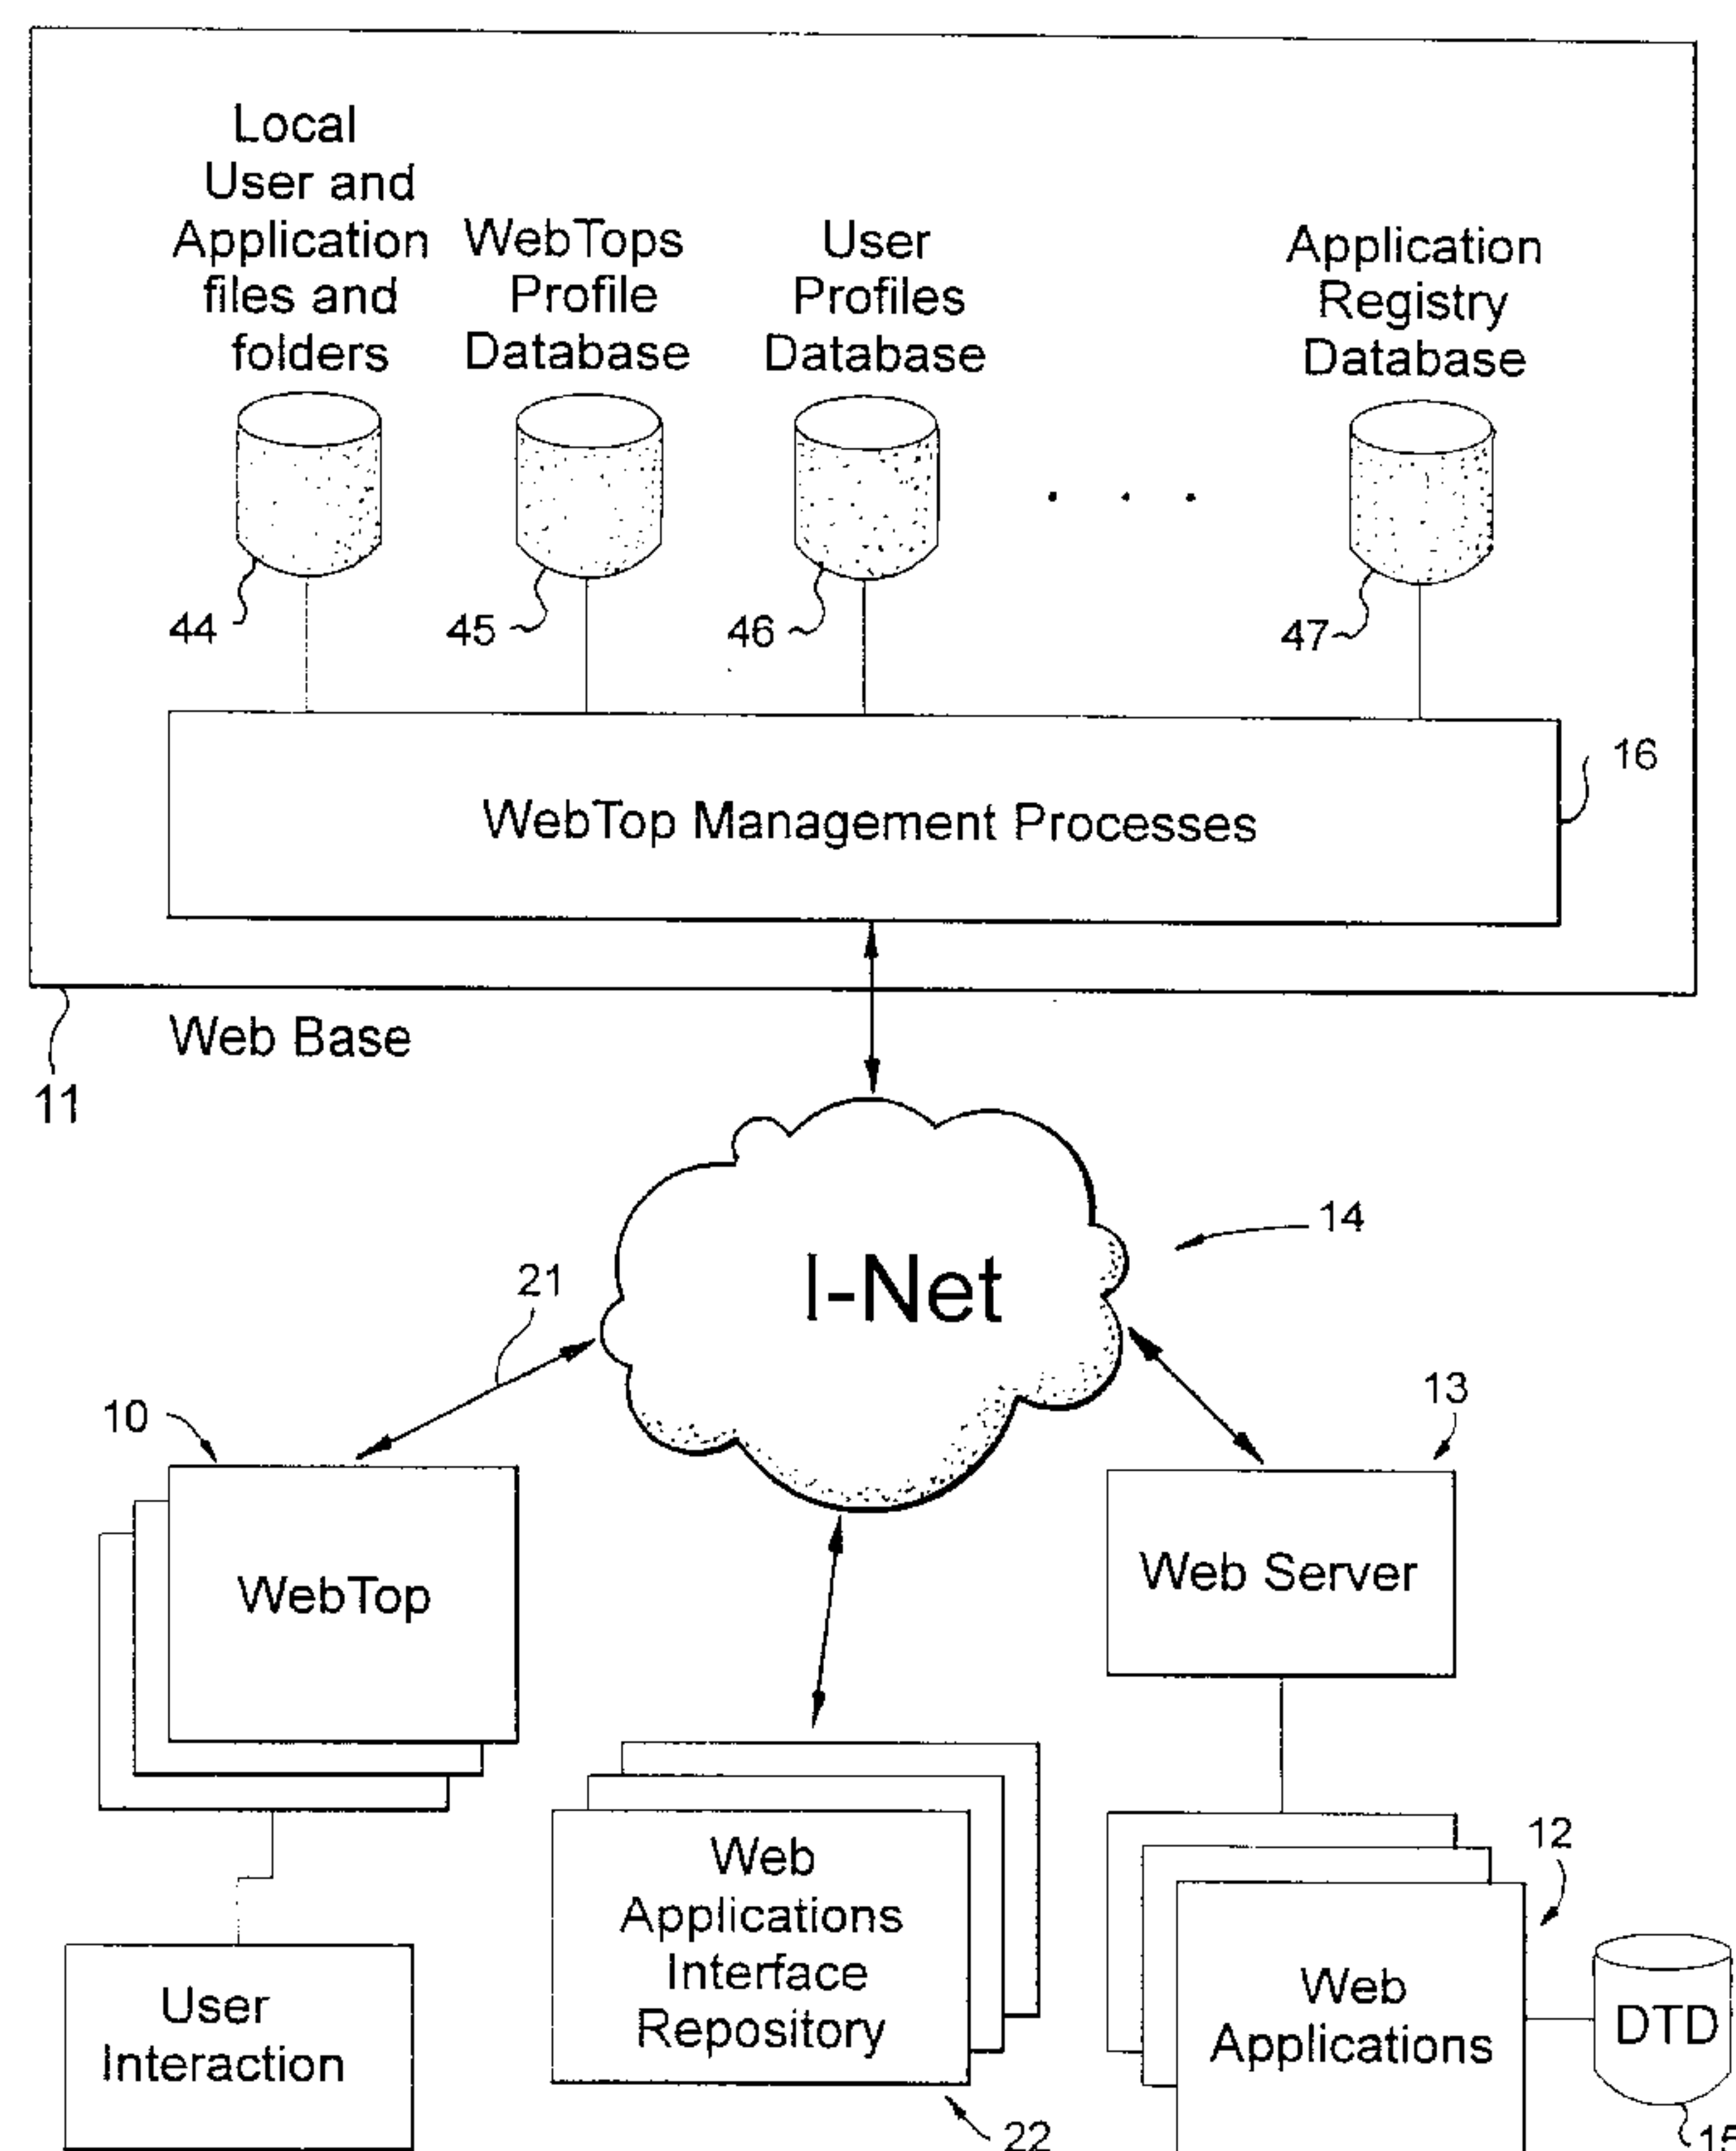 Local
User and
Application
files and
folders
WebTops
Profile
Database
User
Profiles
Database
Application
Registry
Database
44
45
46
47
16
WebTop Management Processes
Web Base
11
14
I-Net
21
10
13
WebTop
Web Server
12
Web
Applications
Interface
Repository
User
Interaction
Web
Applications
DTD
22
15